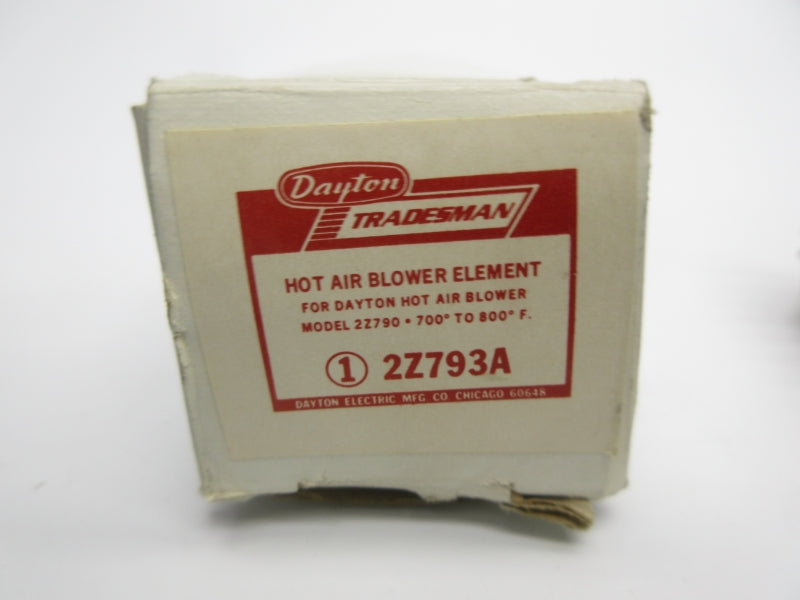 Dayton
TRADESMAN
HOT AIR BLOWER ELEMENT
FOR DAYTON HOT AIR BLOWER
MODEL 2Z790 • 700° TO 800° F.
① 2Z793A
DAYTON ELECTRIC MFG CO CHICAGO 60648